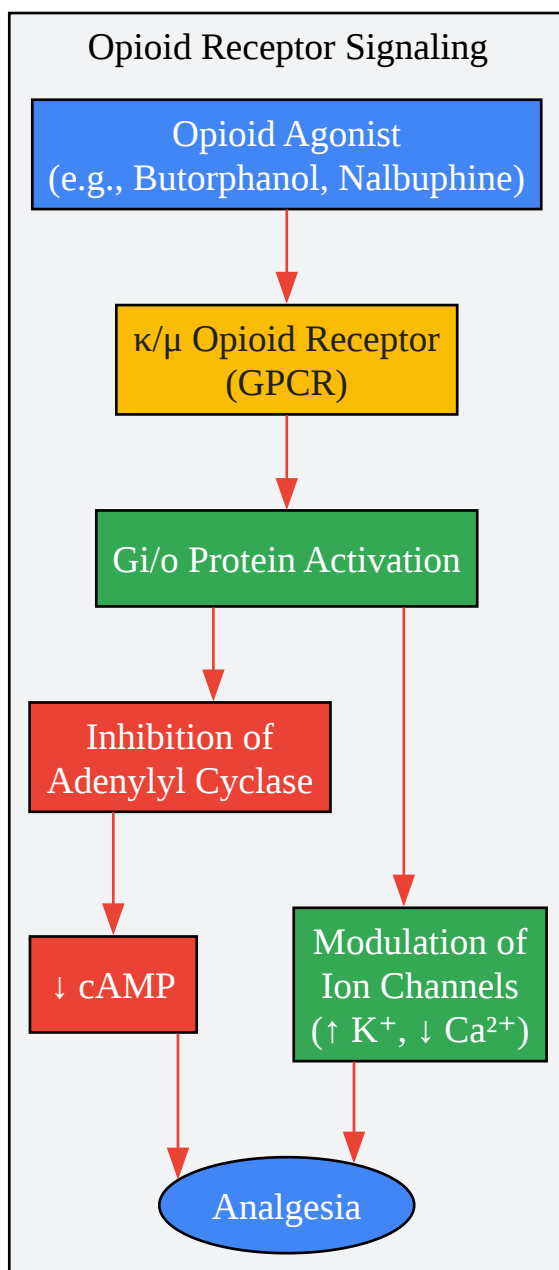 Opioid Receptor Signaling
Opioid Agonist
(e.g., Butorphanol, Nalbuphine)
κ/μ Opioid Receptor
(GPCR)
Gi/o Protein Activation
Inhibition of
Adenylyl Cyclase
↓ cAMP
Modulation of
Ion Channels
(↑ K⁺, ↓ Ca²⁺)
Analgesia